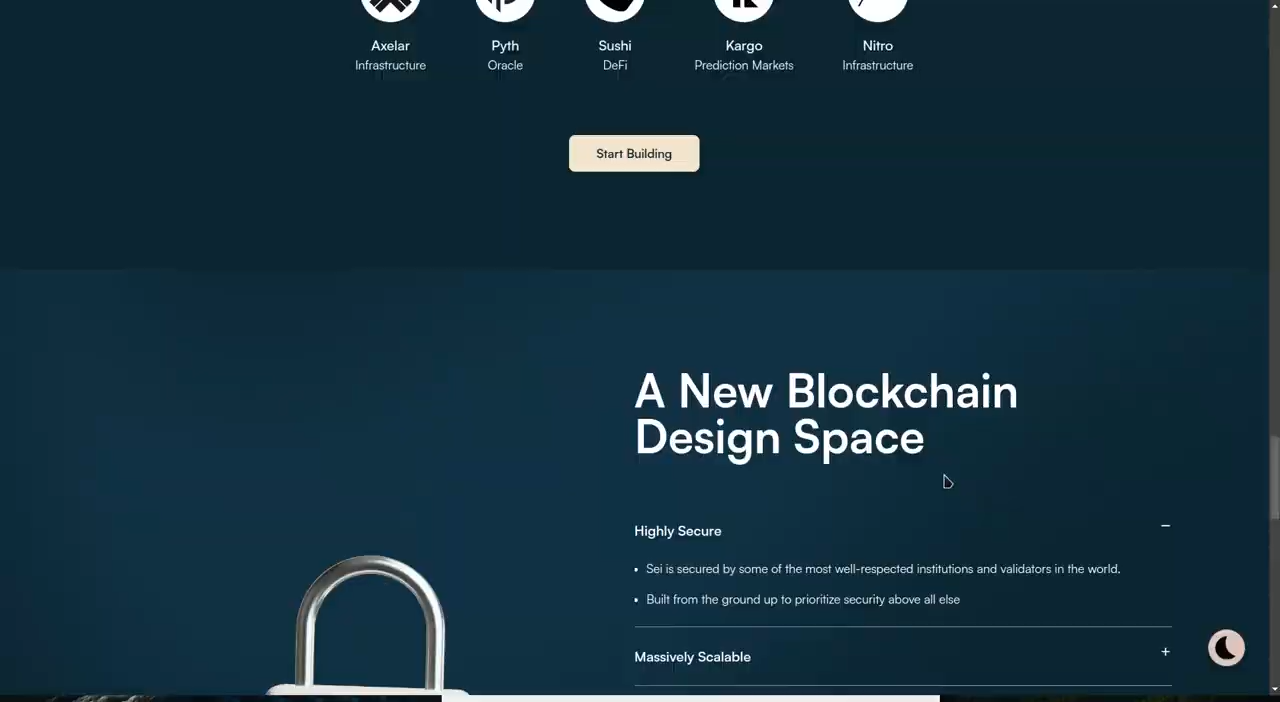 Axelar
Infrastructure
Pyth
Oracle
Sushi
DeFi
Kargo
Prediction Markets
Nitro
Infrastructure
Start Building
A New Blockchain
Design Space
Highly Secure
• Sei is secured by some of the most well-respected institutions and validators in the world.
• Built from the ground up to prioritize security above all else
Massively Scalable